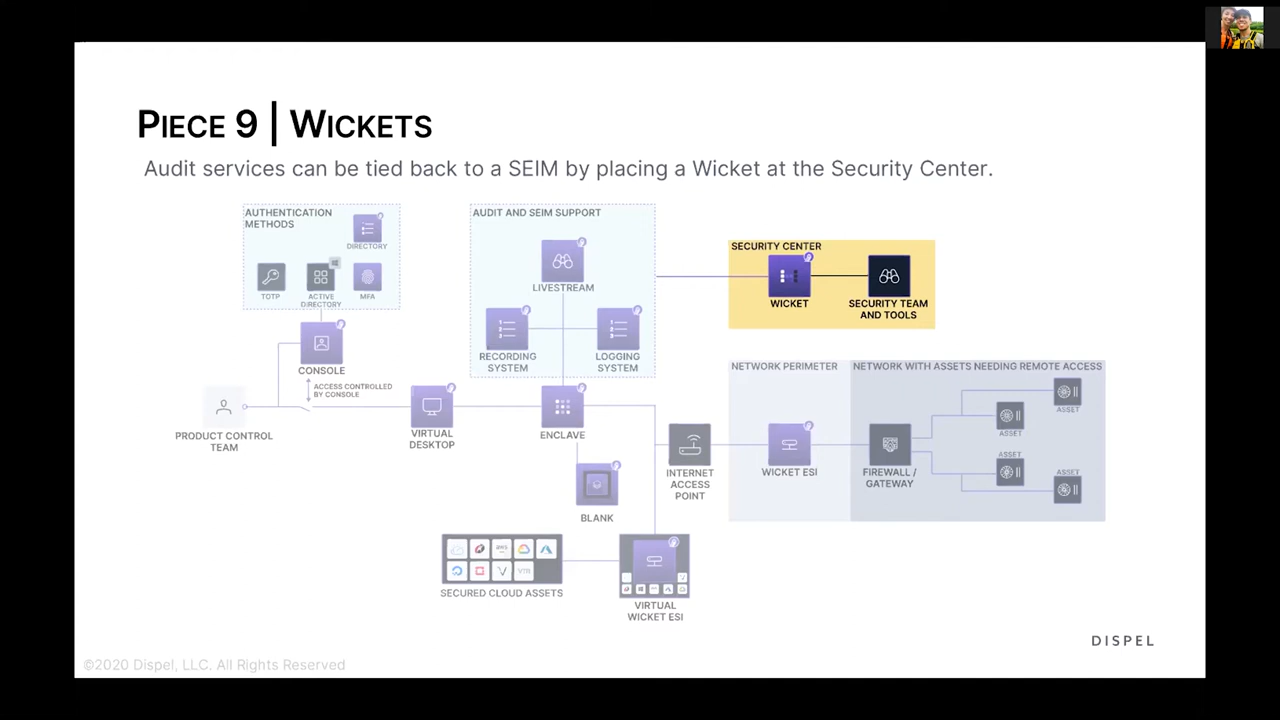 PIECE 9 | WICKETS
Audit services can be tied back to a SEIM by placing a Wicket at the Security Center.
AUTHENTICATION
METHODS
DIRECTORY
TOTP
ACTIVE
DIRECTORY
MFA
CONSOLE
ACCESS CONTROLLED
BY CONSOLE
PRODUCT CONTROL
TEAM
VIRTUAL
DESKTOP
AUDIT AND SEIM SUPPORT
LIVESTREAM
RECORDING
SYSTEM
LOGGING
SYSTEM
ENCLAVE
BLANK
SECURITY CENTER
WICKET
SECURITY TEAM
AND TOOLS
INTERNET
ACCESS
POINT
NETWORK PERIMETER
WICKET ESI
NETWORK WITH ASSETS NEEDING REMOTE ACCESS
FIREWALL /
GATEWAY
ASSET
ASSET
ASSET
ASSET
aws
SECURED CLOUD ASSETS
VIRTUAL
WICKET ESI
DISPEL
©2020 Dispel, LLC. All Rights Reserved